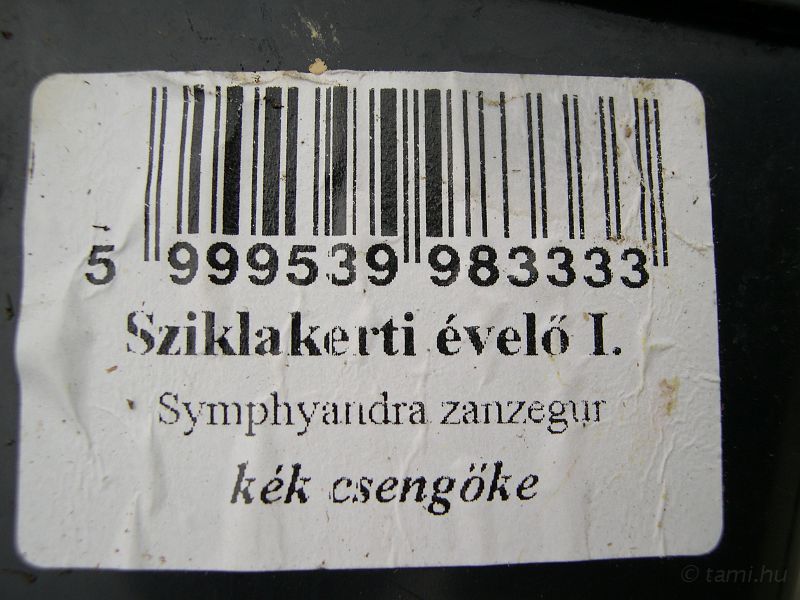 5 999539 983333
Sziklakerti évelő I.
Symphyandra zanzegur
kék csengőke
© tami.hu